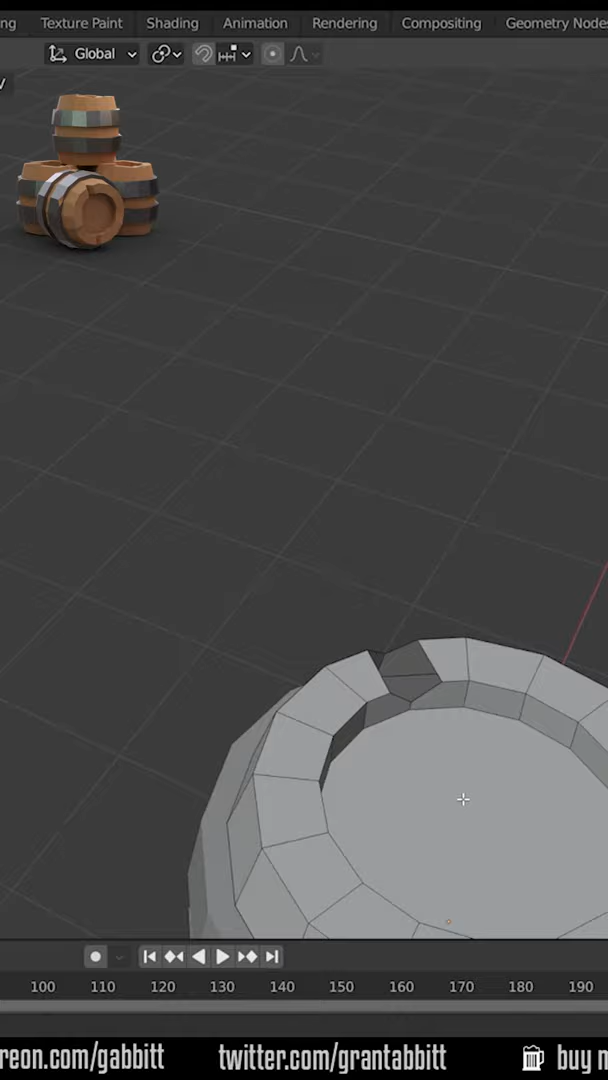 ng Texture Paint Shading Animation Rendering Compositing Geometry Nodes
Global
100 110 120 130 140 150 160 170 180 190
reon.com/gabbitt twitter.com/grantabbitt buy m